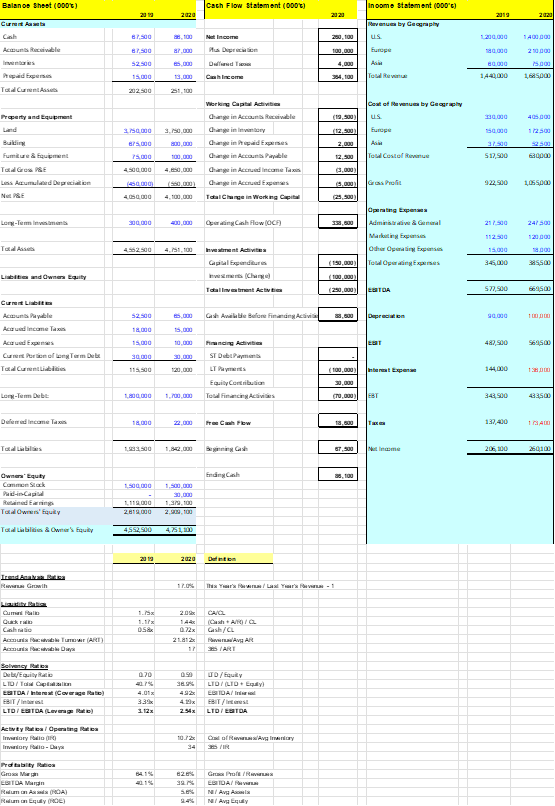 Balance Sheet (000's) Cash Flow Statement (000's) Income Statement (000's)
2019 2020 2020 2019 2020
Current Assets Revenues by Geography
Cash 67,500 86,100 Net Income 260,100 U.S. 1,200,000 1,400,000
Accounts Receivable 67,500 87,000 Plus Depreciation 100,000 Europe 180,000 210,000
Inventories 52,500 65,000 Deffered Taxes 4,000 Asia 60,000 75,000
Prepaid Expenses 15,000 13,000 Cash Income 364,100 Total Revenue 1,440,000 1,685,000
Total Current Assets 202,500 251,100
Working Capital Activities Cost of Revenues by Geography
Property and Equipment Change in Accounts Receivable (19,500) U.S. 330,000 405,000
Land 3,750,000 3,750,000 Change in Inventory (12,500) Europe 150,000 172,500
Building 675,000 800,000 Change in Prepaid Expenses 2,000 Asia 37,500 52,500
Furniture & Equipment 75,000 100,000 Change in Accounts Payable 12,500 Total Cost of Revenue 517,500 630,000
Total Gross P&E 4,500,000 4,650,000 Change in Accrued Income Taxes (3,000)
Less Accumulated Depreciation (450,000) (550,000) Change in Accrued Expenses (5,000) Gross Profit 922,500 1,055,000
Net P&E 4,050,000 4,100,000 Total Change in Working Capital (25,500)
Operating Expenses
Long-Term Investments 300,000 400,000 Operating Cash Flow (OCF) 338,600 Administrative & General 217,500 247,500
Marketing Expenses 112,500 120,000
Total Assets 4,552,500 4,751,100 Investment Activities Other Operating Expenses 15,000 18,000
Capital Expenditures (150,000) Total Operating Expenses 345,000 385,500
Liabilities and Owners Equity Investments (Change) (100,000)
Total Investment Activities (250,000) EBITDA 577,500 669,500
Current Liabilities
Accounts Payable 52,500 65,000 Cash Available Before Financing Activitie 88,600 Depreciation 90,000 100,000
Accrued Income Taxes 18,000 15,000
Accrued Expenses 15,000 10,000 Financing Activities EBIT 487,500 569,500
Current Portion of Long Term Debt 30,000 30,000 ST Debt Payments -
Total Current Liabilities 115,500 120,000 LT Payments (100,000) Interest Expense 144,000 136,000
Equity Contribution 30,000
Long-Term Debt: 1,800,000 1,700,000 Total Financing Activities (70,000) EBT 343,500 433,500
Deferred Income Taxes 18,000 22,000 Free Cash Flow 18,600 Taxes 137,400 173,400
Total Liabilties 1,933,500 1,842,000 Beginning Cash 67,500 Net Income 206,100 260,100
Owners' Equity Ending Cash 86,100
Common Stock 1,500,000 1,500,000
Paid-in-Capital - 30,000
Retained Earnings 1,119,000 1,379,100
Total Owners' Equity 2,619,000 2,909,100
Total Liabilities & Owner's Equity 4,552,500 4,751,100
2019 2020 Definition
Trend Analysis Ratios
Revenue Growth 17.0% This Year's Revenue / Last Year's Revenue - 1
Liquidity Ratios
Current Ratio 1.75x 2.09x CA/CL
Quick ratio 1.17x 1.44x (Cash + A/R) / CL
Cash ratio 0.58x 0.72x Cash / CL
Accounts Receivable Turnover (ART) 21.812x Revenue/Avg AR
Accounts Receivable Days 17 365 / ART
Solvency Ratios
Debt/Equity Ratio 0.70 0.59 LTD / Equity
LTD / Total Capitalization 40.7% 36.9% LTD / (LTD + Equity)
EBITDA / Interest (Coverage Ratio) 4.01x 4.92x EBITDA / Interest
EBIT / Interest 3.39x 4.19x EBIT / Interest
LTD / EBITDA (Leverage Ratio) 3.12x 2.54x LTD / EBITDA
Activity Ratios / Operating Ratios
Inventory Ratio (IR) 10.72x Cost of Revenues/Avg Inventory
Inventory Ratio - Days 34 365 / IR
Profitability Ratios
Gross Margin 64.1% 62.6% Gross Profit / Revenues
EBITDA Margin 40.1% 39.7% EBITDA / Revenues
Return on Assets (ROA) 5.6% NI / Avg Assets
Return on Equity (ROE) 9.4% NI / Avg Equity